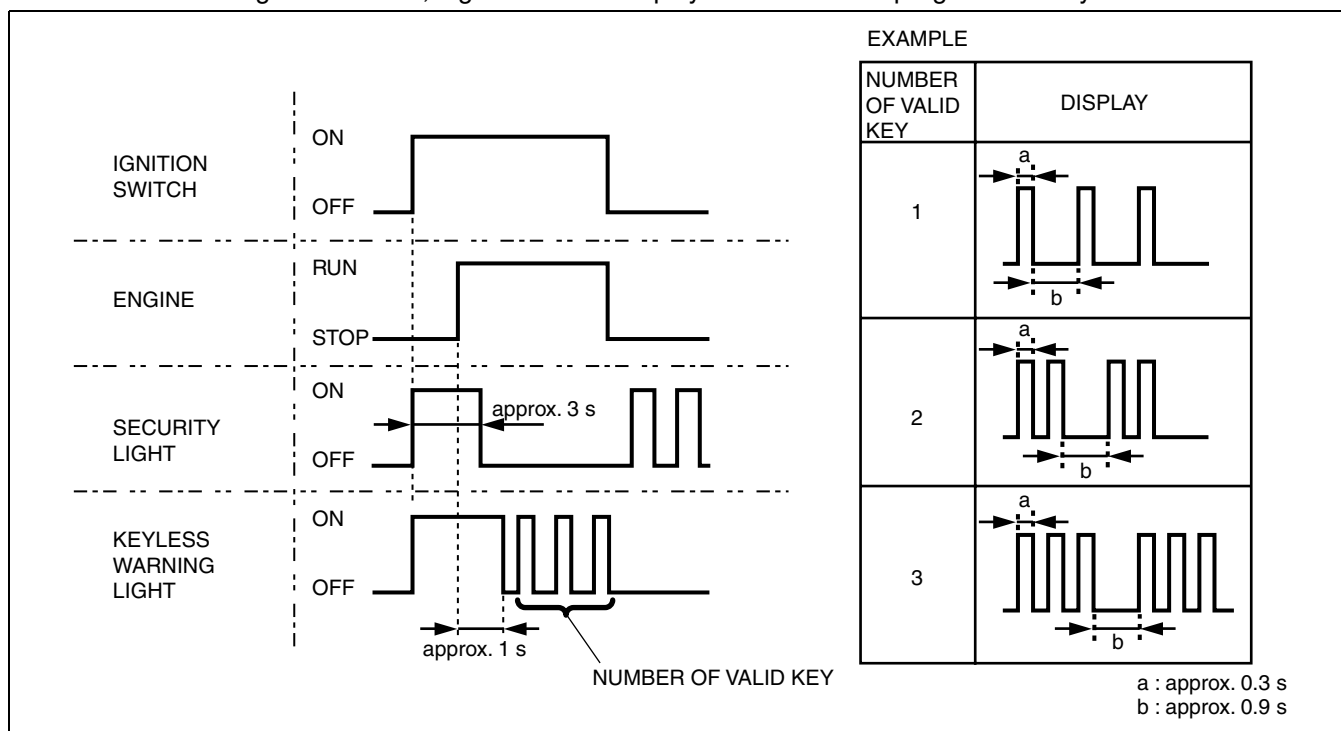 IGNITION
SWITCH
ON
OFF
ENGINE
RUN
STOP
SECURITY
LIGHT
ON
OFF
approx. 3 s
KEYLESS
WARNING
LIGHT
ON
OFF
approx. 1 s
NUMBER OF VALID KEY
EXAMPLE
NUMBER
OF VALID
KEY
DISPLAY
1
a
b
2
a
b
3
a
b
a : approx. 0.3 s
b : approx. 0.9 s